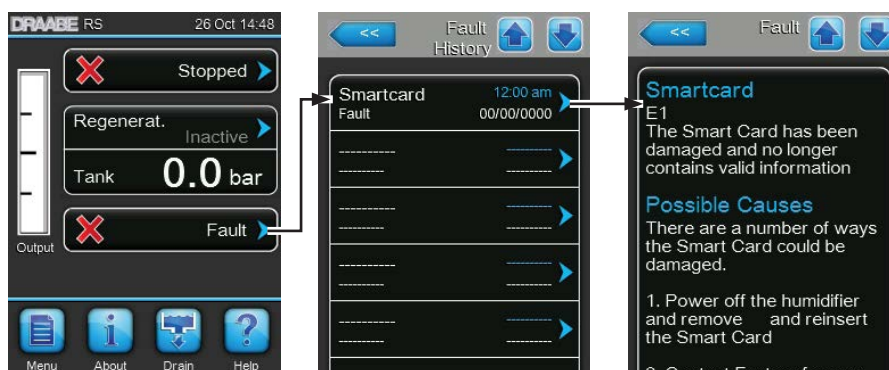 DRAABE RS 26 Oct 14:48
Stopped
Regenerat.
Inactive
Tank 0.0 bar
Fault
Output
Menu About Drain Help
<< Fault
History
Smartcard 12:00 am
Fault 00/00/0000
---------- ----------
---------- ----------
---------- ----------
---------- ----------
---------- ----------
---------- ----------
---------- ----------
---------- ----------
<< Fault
Smartcard
E1
The Smart Card has been
damaged and no longer
contains valid information
Possible Causes
There are a number of ways
the Smart Card could be
damaged.
1. Power off the humidifier
and remove and reinsert
the Smart Card